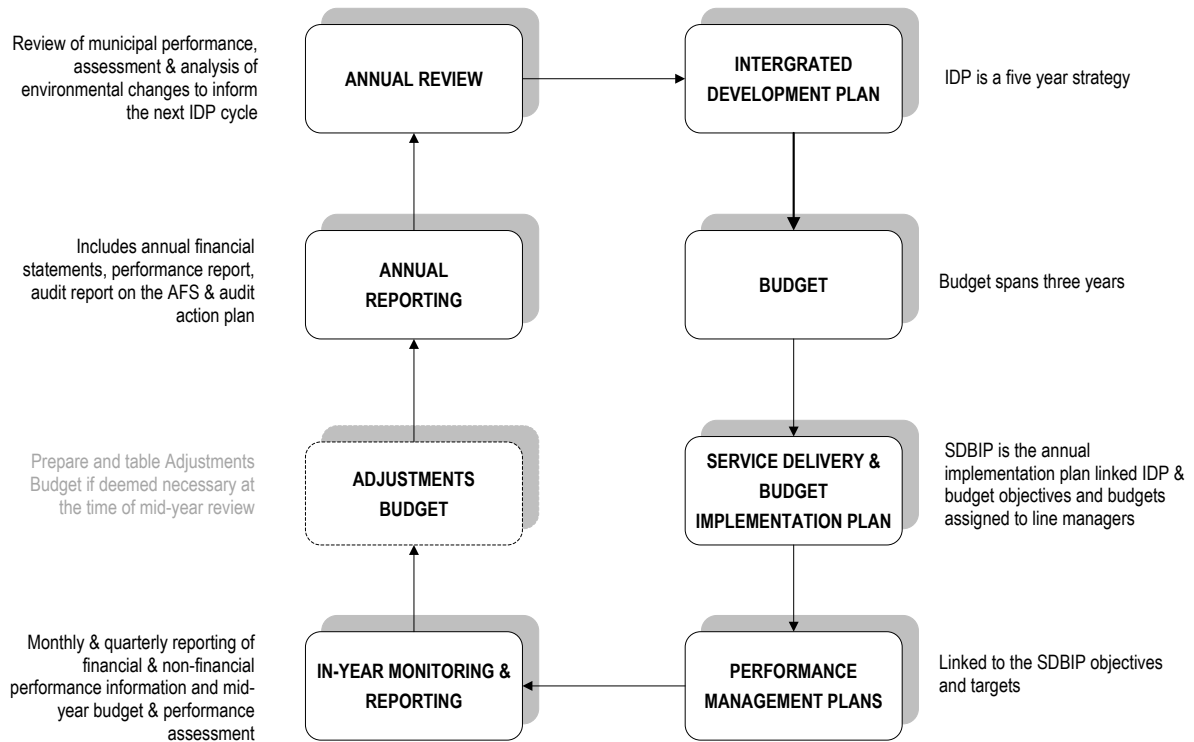 Review of municipal performance,
assessment & analysis of
environmental changes to inform
the next IDP cycle
ANNUAL REVIEW
INTERGRATED
DEVELOPMENT PLAN
IDP is a five year strategy
Includes annual financial
statements, performance report,
audit report on the AFS & audit
action plan
ANNUAL
REPORTING
BUDGET
Budget spans three years
Prepare and table Adjustments
Budget if deemed necessary at
the time of mid-year review
ADJUSTMENTS
BUDGET
SERVICE DELIVERY &
BUDGET
IMPLEMENTATION PLAN
SDBIP is the annual
implementation plan linked IDP &
budget objectives and budgets
assigned to line managers
Monthly & quarterly reporting of
financial & non-financial
performance information and mid-
year budget & performance
assessment
IN-YEAR MONITORING &
REPORTING
PERFORMANCE
MANAGEMENT PLANS
Linked to the SDBIP objectives
and targets